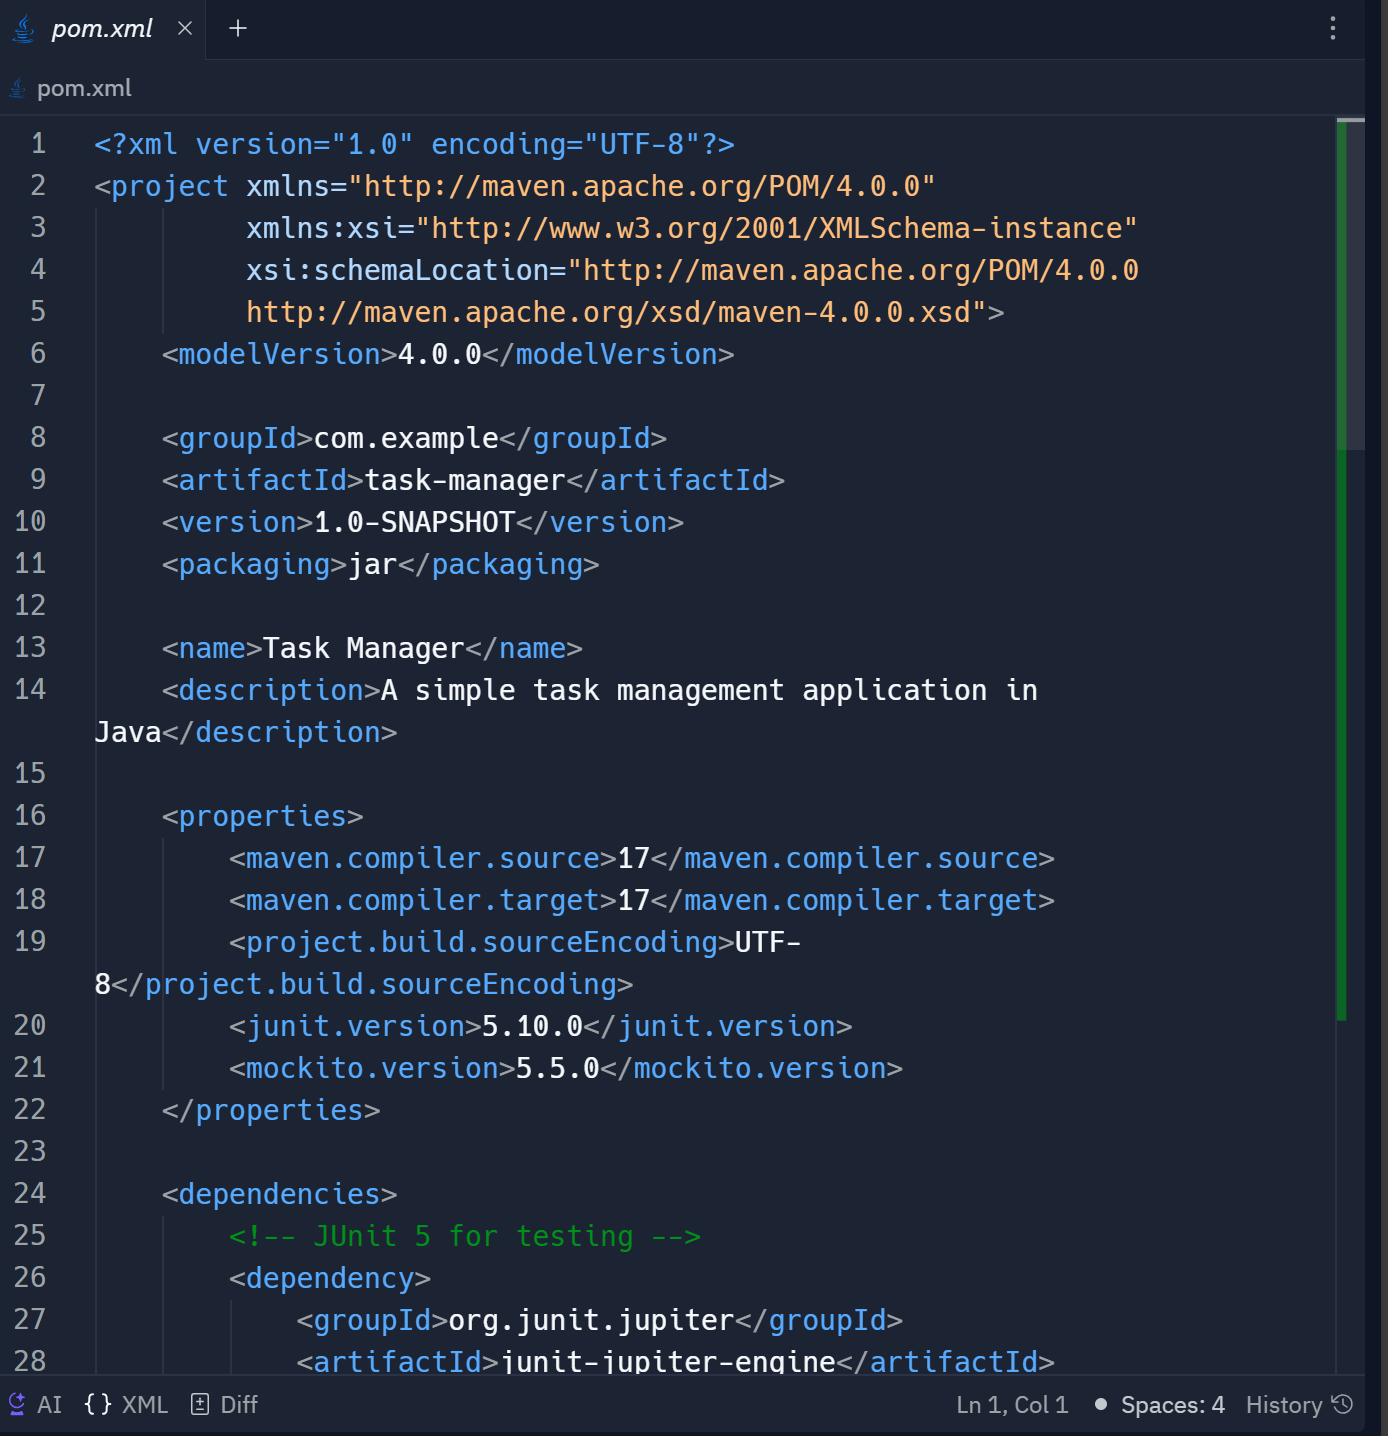 pom.xml
pom.xml
1 <?xml version="1.0" encoding="UTF-8"?>
2 <project xmlns="http://maven.apache.org/POM/4.0.0"
3 xmlns:xsi="http://www.w3.org/2001/XMLSchema-instance"
4 xsi:schemaLocation="http://maven.apache.org/POM/4.0.0
5 http://maven.apache.org/xsd/maven-4.0.0.xsd">
6 <modelVersion>4.0.0</modelVersion>
7
8 <groupId>com.example</groupId>
9 <artifactId>task-manager</artifactId>
10 <version>1.0-SNAPSHOT</version>
11 <packaging>jar</packaging>
12
13 <name>Task Manager</name>
14 <description>A simple task management application in
Java</description>
15
16 <properties>
17 <maven.compiler.source>17</maven.compiler.source>
18 <maven.compiler.target>17</maven.compiler.target>
19 <project.build.sourceEncoding>UTF-
8</project.build.sourceEncoding>
20 <junit.version>5.10.0</junit.version>
21 <mockito.version>5.5.0</mockito.version>
22 </properties>
23
24 <dependencies>
25 <!-- JUnit 5 for testing -->
26 <dependency>
27 <groupId>org.junit.jupiter</groupId>
28 <artifactId>junit-jupiter-engine</artifactId>
AI {} XML Diff Ln 1, Col 1 Spaces: 4 History